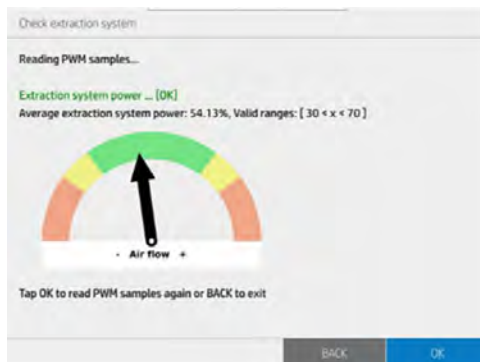 Check extraction system
Reading PWM samples...
Extraction system power ... [OK]
Average extraction system power: 54.13%, Valid ranges: [ 30 < x < 70 ]
- Air flow +
Tap OK to read PWM samples again or BACK to exit
BACK OK